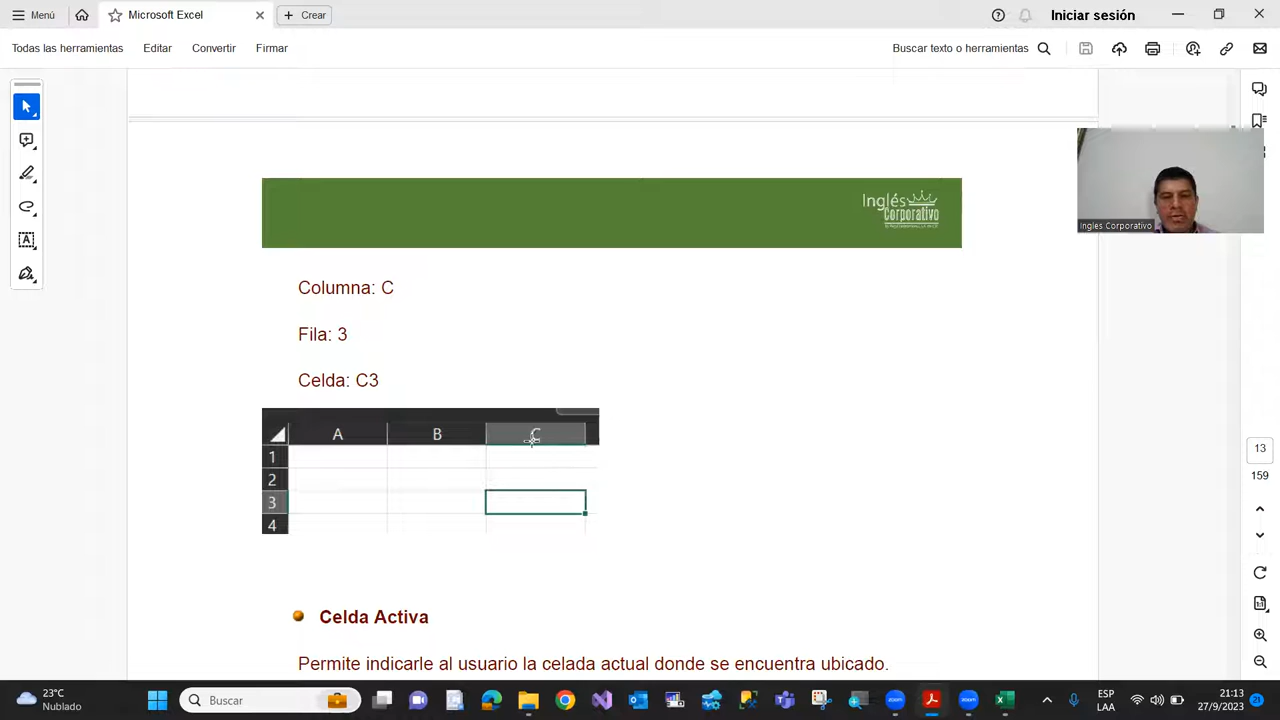 Menú
Microsoft Excel
Crear
Iniciar sesión
Todas las herramientas
Editar
Convertir
Firmar
Buscar texto o herramientas
Inglés
Corporativo
Ingles Corporativo
Columna: C
Fila: 3
Celda: C3
A B C
1
2
3
4
13
159
Celda Activa
Permite indicarle al usuario la celada actual donde se encuentra ubicado.
23°C
Nublado
Buscar
zoom
zoom
ESP
LAA
21:13
27/9/2023